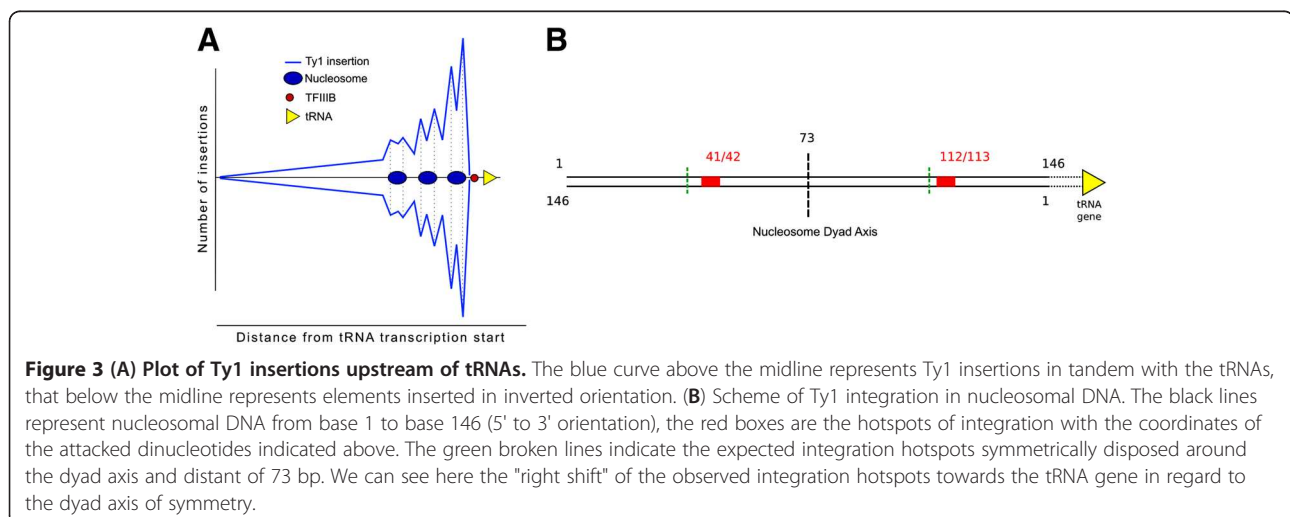 A
Ty1 insertion
Nucleosome
TFIIIB
tRNA
Number of insertions
Distance from tRNA transcription start
B
73
41/42
112/113
1
146
146
1
tRNA
gene
Nucleosome Dyad Axis
Figure 3 (A) Plot of Ty1 insertions upstream of tRNAs. The blue curve above the midline represents Ty1 insertions in tandem with the tRNAs,
that below the midline represents elements inserted in inverted orientation. (B) Scheme of Ty1 integration in nucleosomal DNA. The black lines
represent nucleosomal DNA from base 1 to base 146 (5' to 3' orientation), the red boxes are the hotspots of integration with the coordinates of
the attacked dinucleotides indicated above. The green broken lines indicate the expected integration hotspots symmetrically disposed around
the dyad axis and distant of 73 bp. We can see here the "right shift" of the observed integration hotspots towards the tRNA gene in regard to
the dyad axis of symmetry.